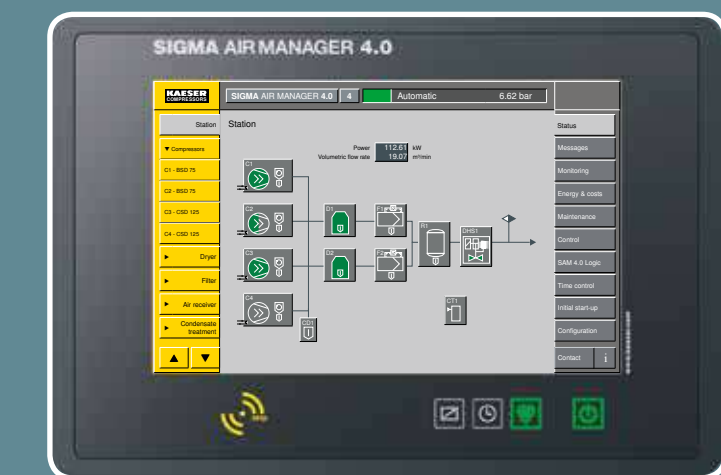 SIGMA AIR MANAGER 4.0
KAESER
COMPRESSORS
SIGMA AIR MANAGER 4.0 4 Automatic 6.62 bar
Station
▼ Compressors
C1 - BSD 75
C2 - BSD 75
C3 - CSD 125
C4 - CSD 125
► Dryer
► Filter
► Air receiver
► Condensate
treatment
▲ ▼
Station
Power 112.61 kW
Volumetric flow rate 19.07 m³/min
C1
C2
D1
F1
R1
DHS1
C3
D2
F2
C4
CD1
CT1
Status
Messages
Monitoring
Energy & costs
Maintenance
Control
SAM 4.0 Logic
Time control
Initial start-up
Configuration
Contact i
RFID